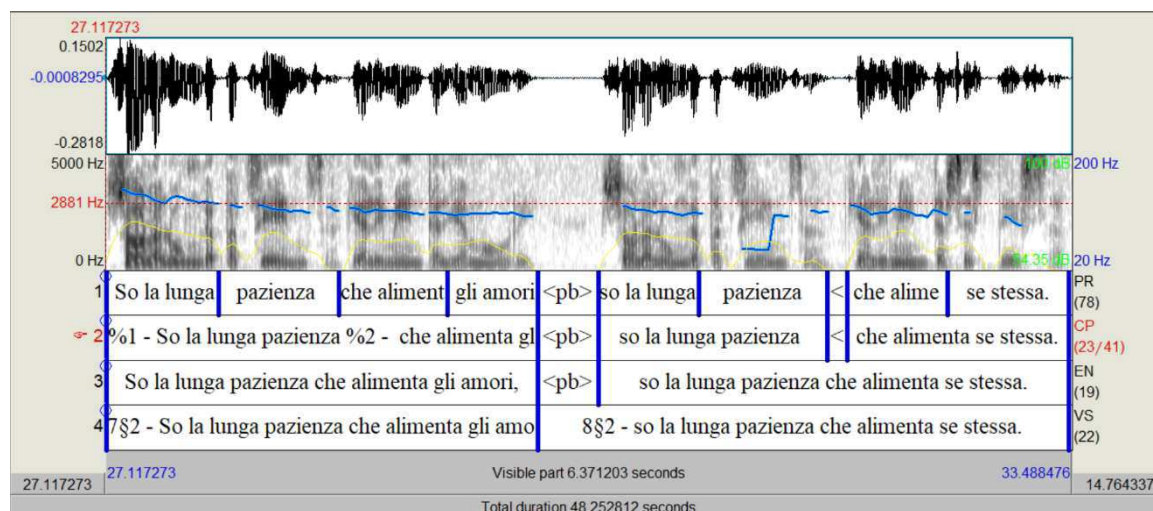 27.117273
0.1502
-0.0008295
-0.2818
5000 Hz 100 dB 200 Hz
2881 Hz
0 Hz 54.35 dB 20 Hz
1 So la lunga pazienza che aliment gli amori <pb> so la lunga pazienza < che alime se stessa. PR (78)
2 %1 - So la lunga pazienza %2 - che alimenta gl <pb> so la lunga pazienza < che alimenta se stessa. CP (23/41)
3 So la lunga pazienza che alimenta gli amori, <pb> so la lunga pazienza che alimenta se stessa. EN (19)
4 7§2 - So la lunga pazienza che alimenta gli amo 8§2 - so la lunga pazienza che alimenta se stessa. VS (22)
27.117273 Visible part 6.371203 seconds 33.488476
27.117273 14.764337
Total duration 48.252812 seconds